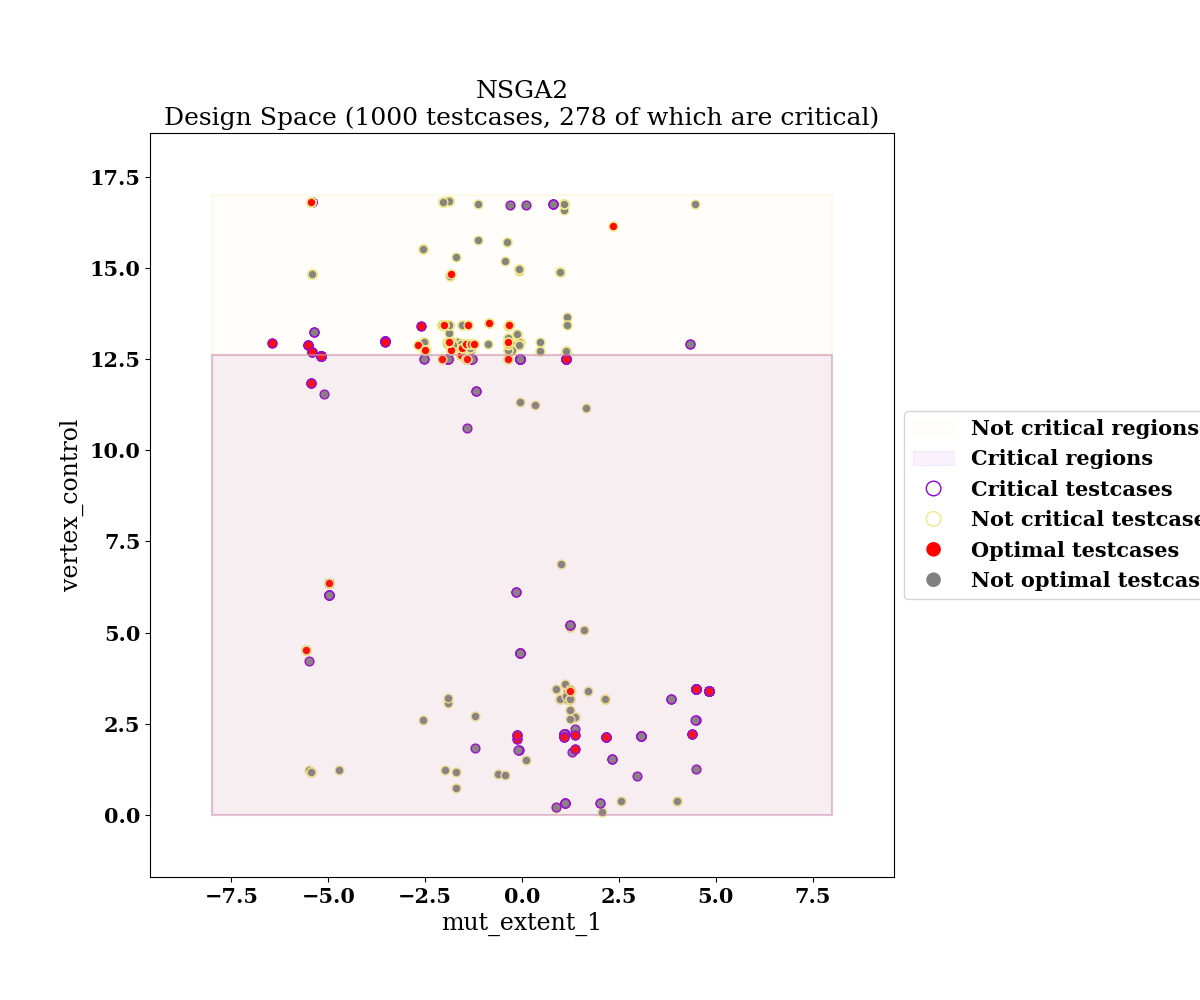 NSGA2
Design Space (1000 testcases, 278 of which are critical)
17.5
15.0
12.5
10.0
7.5
5.0
2.5
0.0
vertex_control
−7.5
−5.0
−2.5
0.0
2.5
5.0
7.5
mut_extent_1
Not critical regions
Critical regions
Critical testcases
Not critical testcase
Optimal testcases
Not optimal testcas